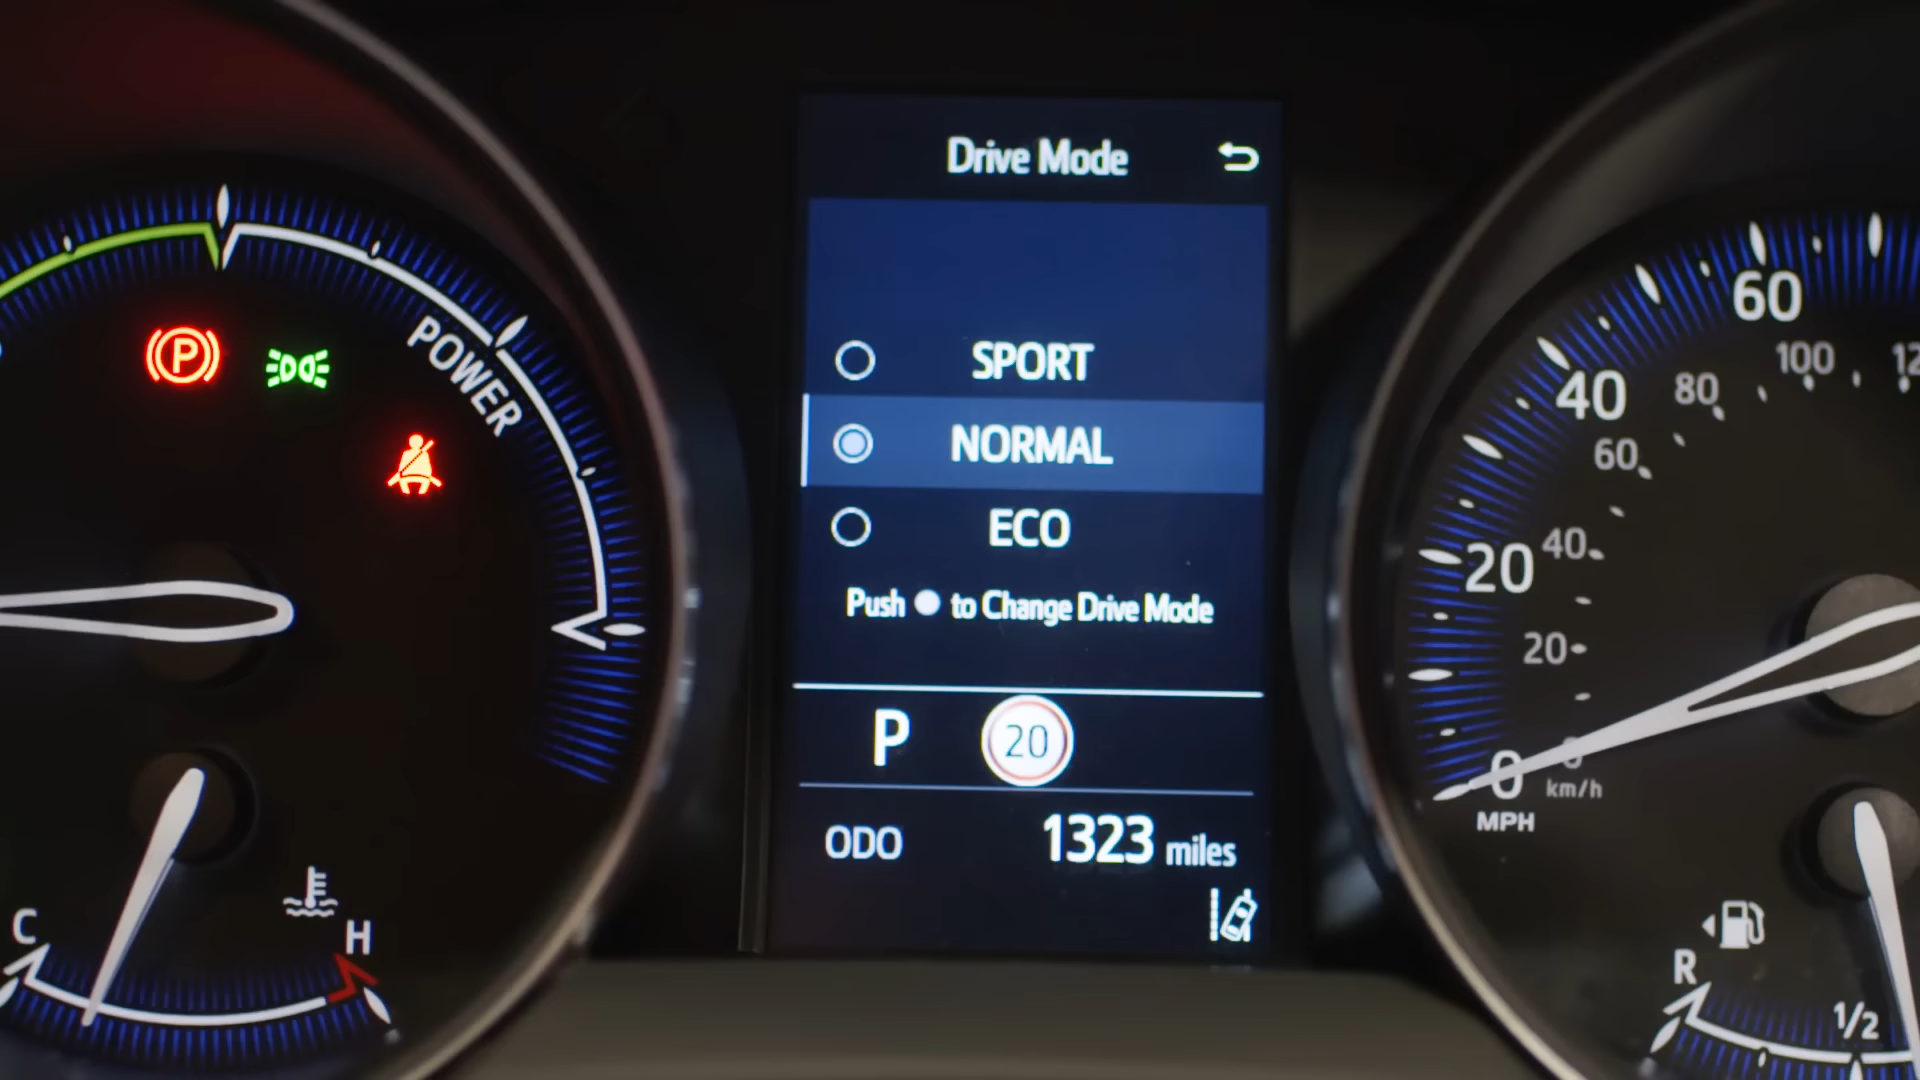 Drive Mode
SPORT
NORMAL
ECO
Push to Change Drive Mode
P
20
ODO 1323 miles
P
POWER
C
H
60
40
20
0
MPH
100
80
60
40
20
0
km/h
R
1/2